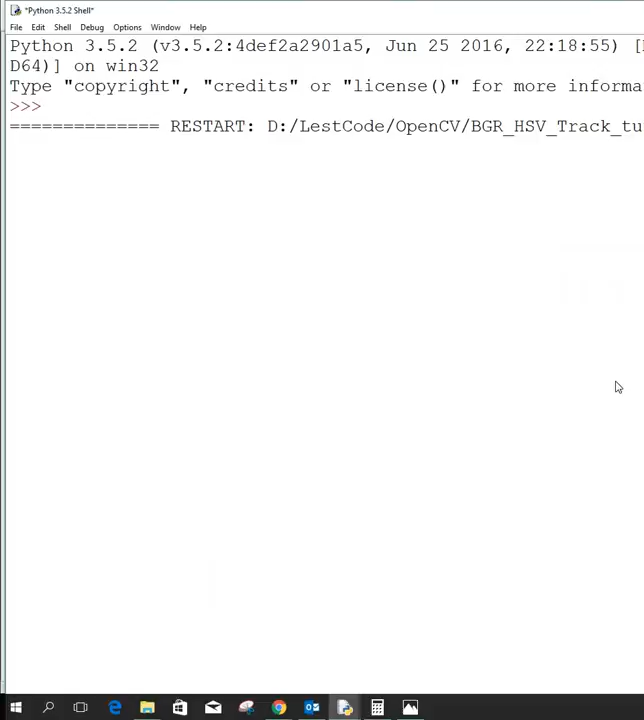 *Python 3.5.2 Shell*
File Edit Shell Debug Options Window Help
Python 3.5.2 (v3.5.2:4def2a2901a5, Jun 25 2016, 22:18:55) [
D64)] on win32
Type "copyright", "credits" or "license()" for more informa
>>>
============== RESTART: D:/LestCode/OpenCV/BGR_HSV_Track_tu